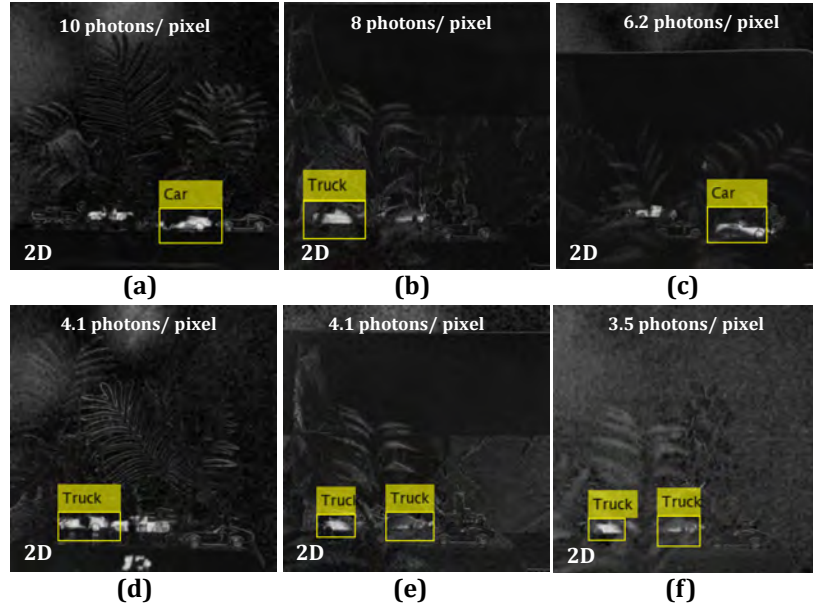 10 photons/ pixel
8 photons/ pixel
6.2 photons/ pixel
Car
Truck
Car
2D
2D
2D
(a)
(b)
(c)
4.1 photons/ pixel
4.1 photons/ pixel
3.5 photons/ pixel
Truck
Truck
Truck
Truck
Truck
2D
2D
2D
(d)
(e)
(f)